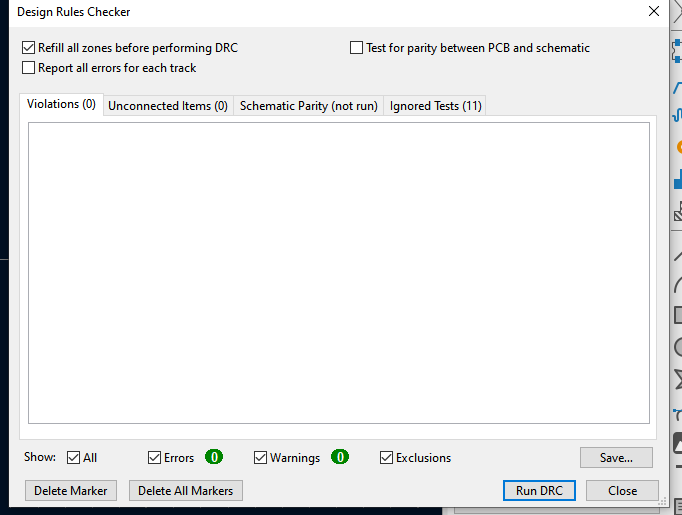 Design Rules Checker
Refill all zones before performing DRC
Test for parity between PCB and schematic
Report all errors for each track
Violations (0) Unconnected Items (0) Schematic Parity (not run) Ignored Tests (11)
Show: All Errors 0 Warnings 0 Exclusions Save...
Delete Marker Delete All Markers Run DRC Close